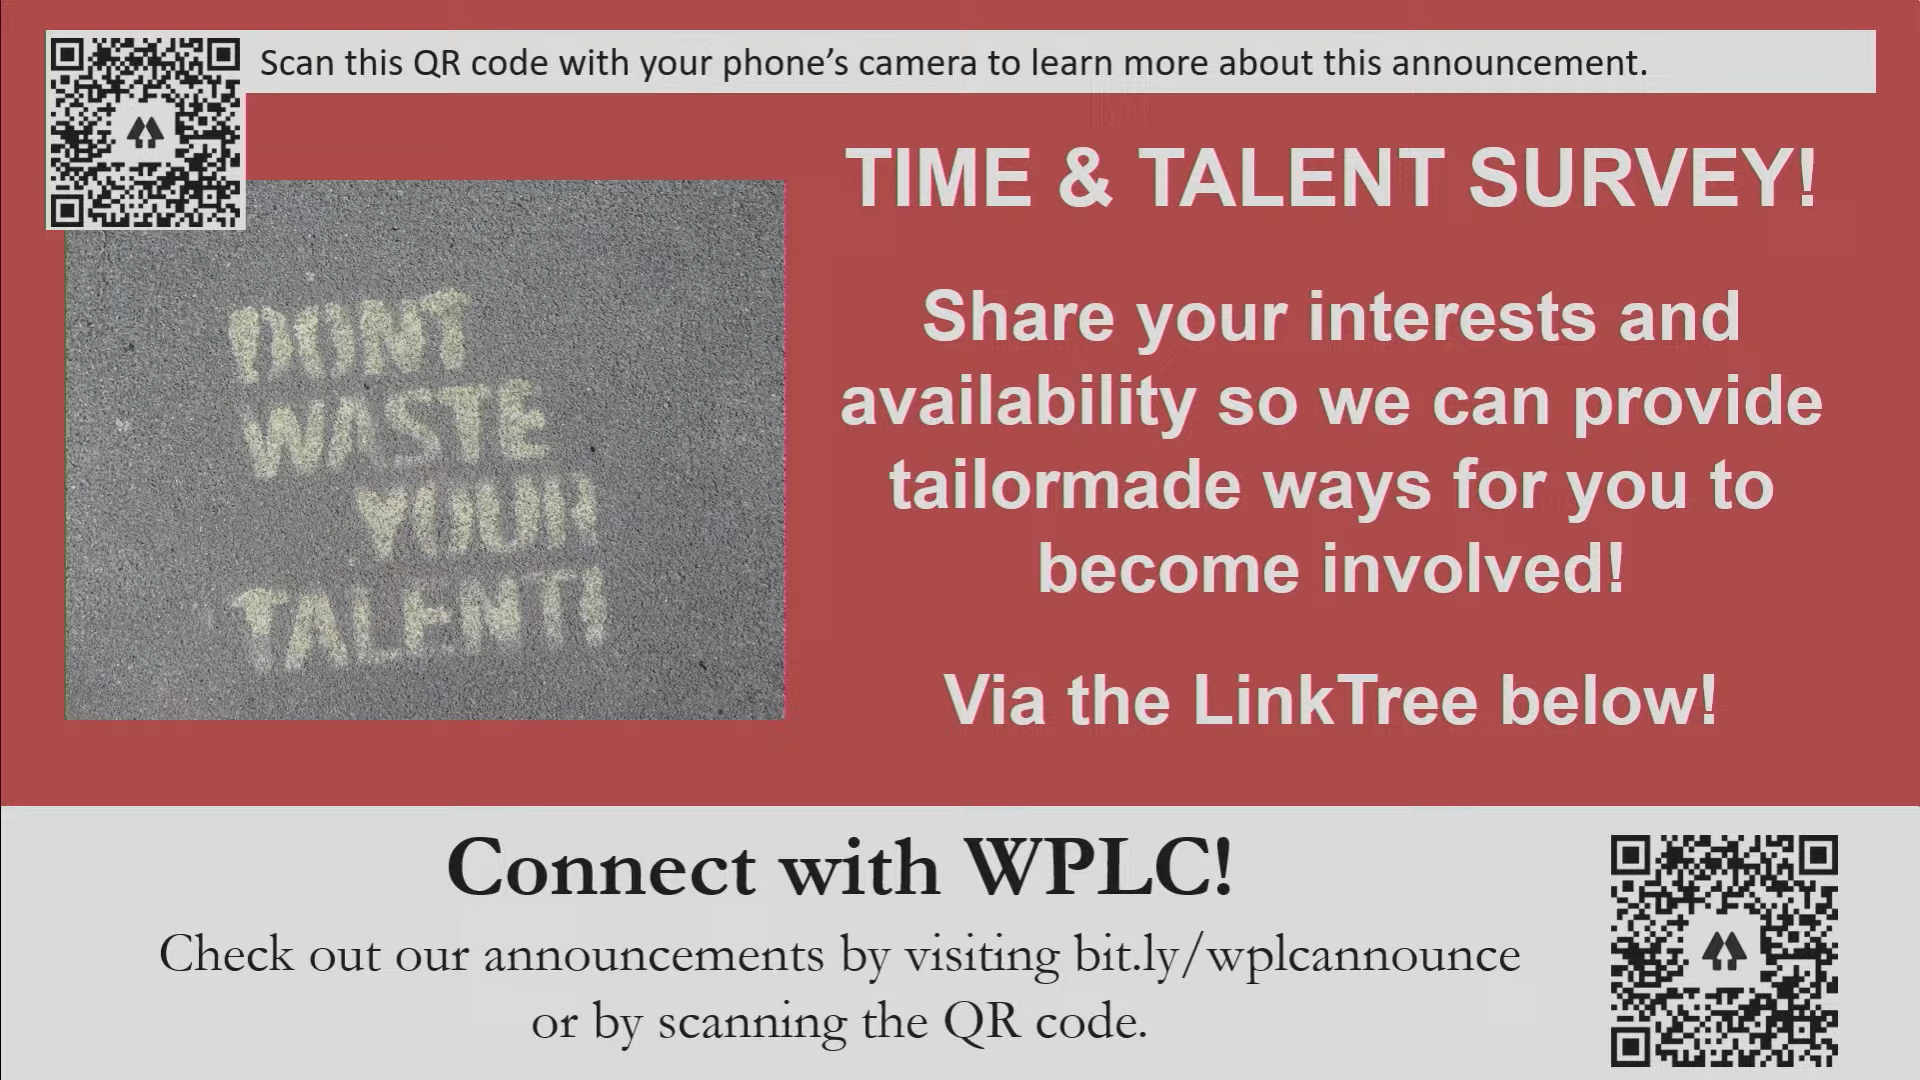 Scan this QR code with your phone’s camera to learn more about this announcement.
TIME & TALENT SURVEY!
DONT
WASTE
YOUR
TALENT!
Share your interests and
availability so we can provide
tailormade ways for you to
become involved!
Via the LinkTree below!
Connect with WPLC!
Check out our announcements by visiting bit.ly/wplcannounce
or by scanning the QR code.